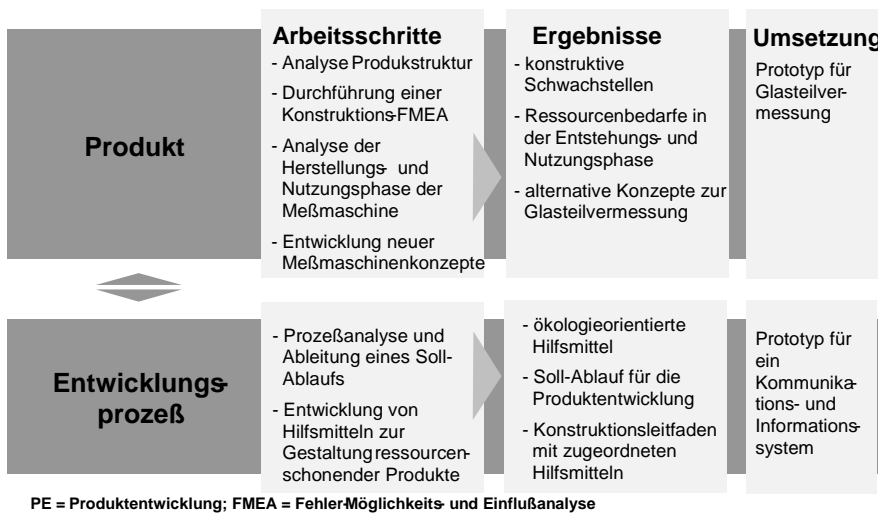 Arbeitsschritte
Ergebnisse
Umsetzung
Produkt
- Analyse Produkstruktur
- Durchführung einer
Konstruktions-FMEA
- Analyse der
Herstellungs- und
Nutzungsphase der
Meßmaschine
- Entwicklung neuer
Meßmaschinenkonzepte
- konstruktive
Schwachstellen
- Ressourcenbedarfe in
der Entstehungs- und
Nutzungsphase
- alternative Konzepte zur
Glasteilvermessung
Prototyp für
Glasteilver-
messung
Entwicklungs-
prozeß
- Prozeßanalyse und
Ableitung eines Soll-
Ablaufs
- Entwicklung von
Hilfsmitteln zur
Gestaltung ressourcen-
schonender Produkte
- ökologieorientierte
Hilfsmittel
- Soll-Ablauf für die
Produktentwicklung
- Konstruktionsleitfaden
mit zugeordneten
Hilfsmitteln
Prototyp für
ein
Kommunika-
tions- und
Informations-
system
PE = Produktentwicklung; FMEA = Fehler-Möglichkeits- und Einflußanalyse